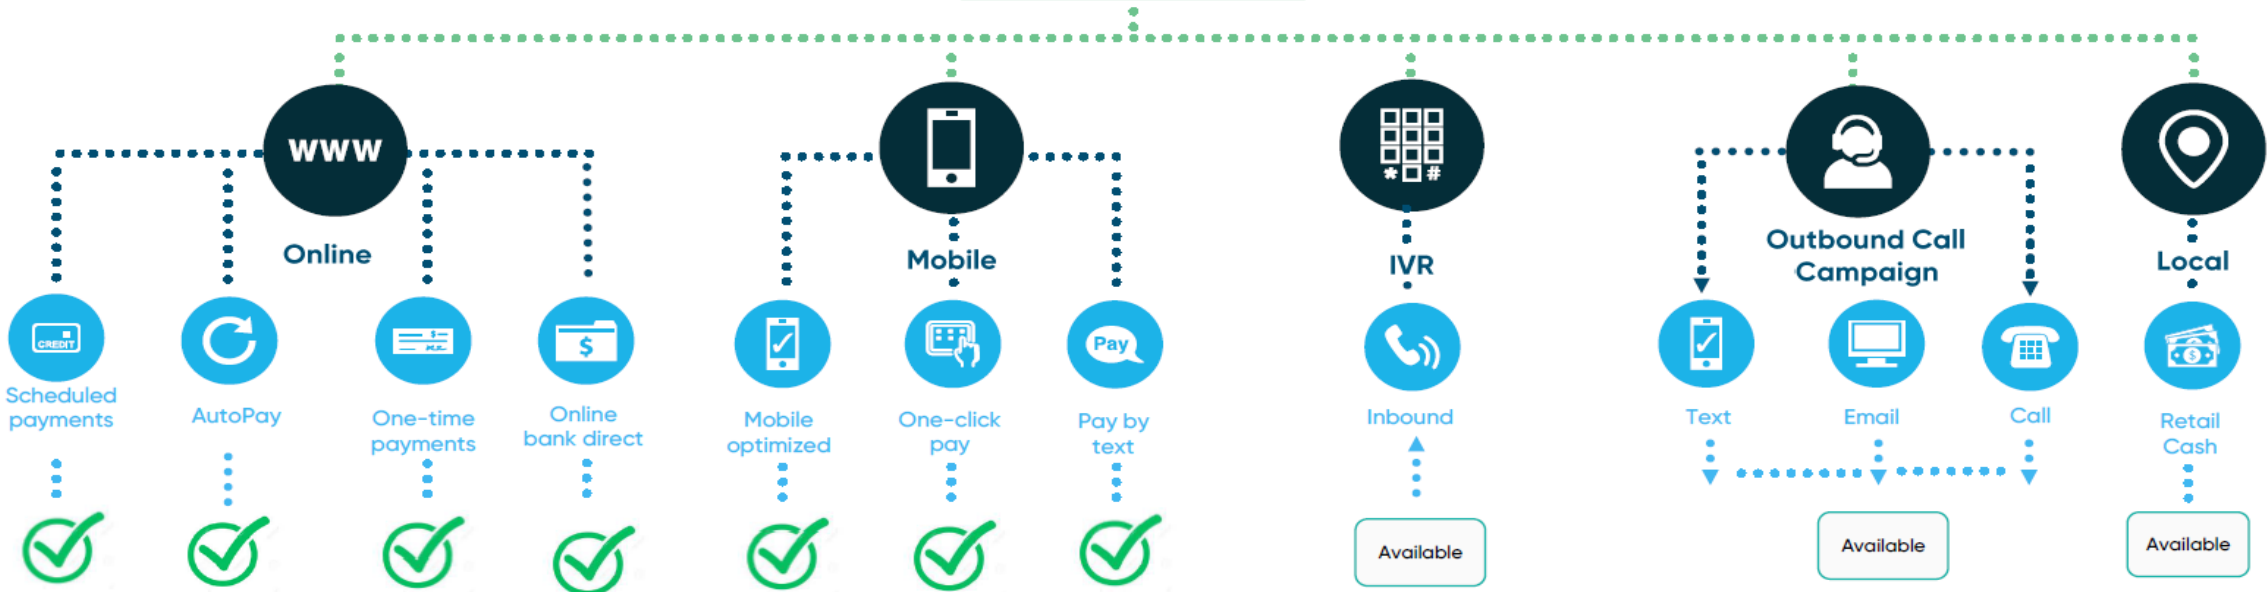 WWW
Online
Mobile
IVR
* #
Outbound Call
Campaign
Local
CREDIT
Scheduled
payments
AutoPay
$
One-time
payments
$
Online
bank direct
Mobile
optimized
One-click
pay
Pay
Pay by
text
Inbound
Text
Email
Call
$
Retail
Cash
Available
Available
Available